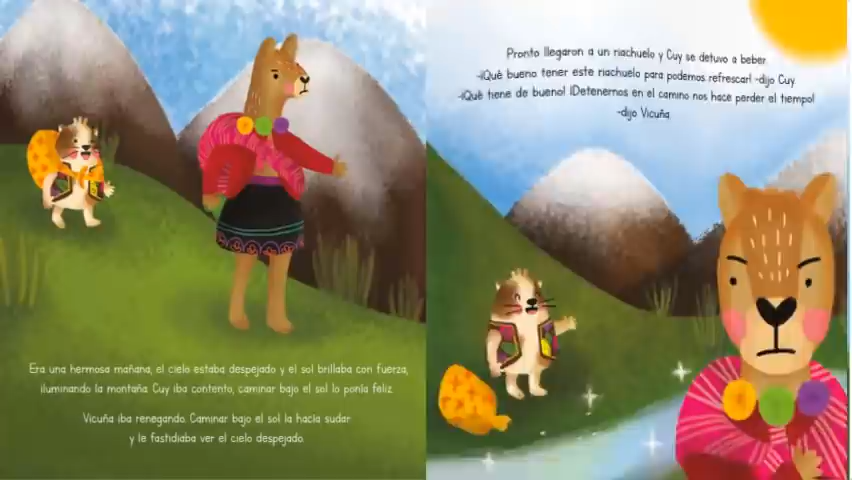 Era una hermosa mañana, el cielo estaba despejado y el sol brillaba con fuerza,
iluminando la montaña. Cuy iba contento, caminar bajo el sol lo ponía feliz.
Vicuña iba renegando. Caminar bajo el sol la hacía sudar
y le fastidiaba ver el cielo despejado.
Pronto llegaron a un riachuelo y Cuy se detuvo a beber.
-¡Qué bueno tener este riachuelo para podernos refrescar! -dijo Cuy.
-¡Qué tiene de bueno! ¡Detenernos en el camino nos hace perder el tiempo!
-dijo Vicuña.